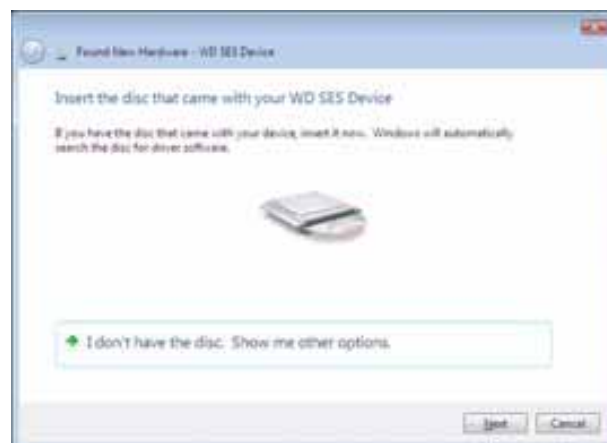 Found New Hardware - WD SES Device
Insert the disc that came with your WD SES Device
If you have the disc that came with your device, insert it now. Windows will automatically
search the disc for driver software.
I don't have the disc. Show me other options.
Next
Cancel